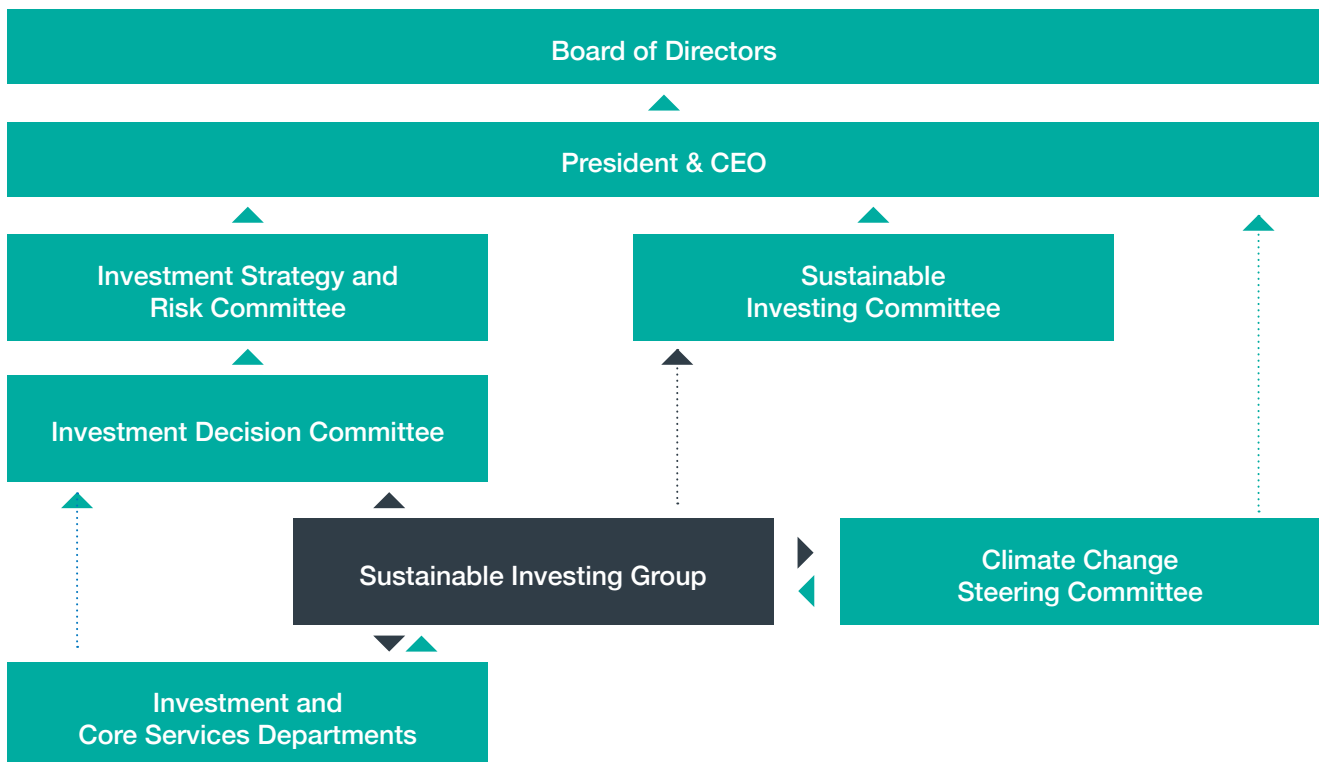 Board of Directors
President & CEO
Investment Strategy and
Risk Committee
Sustainable
Investing Committee
Investment Decision Committee
Sustainable Investing Group
Climate Change
Steering Committee
Investment and
Core Services Departments